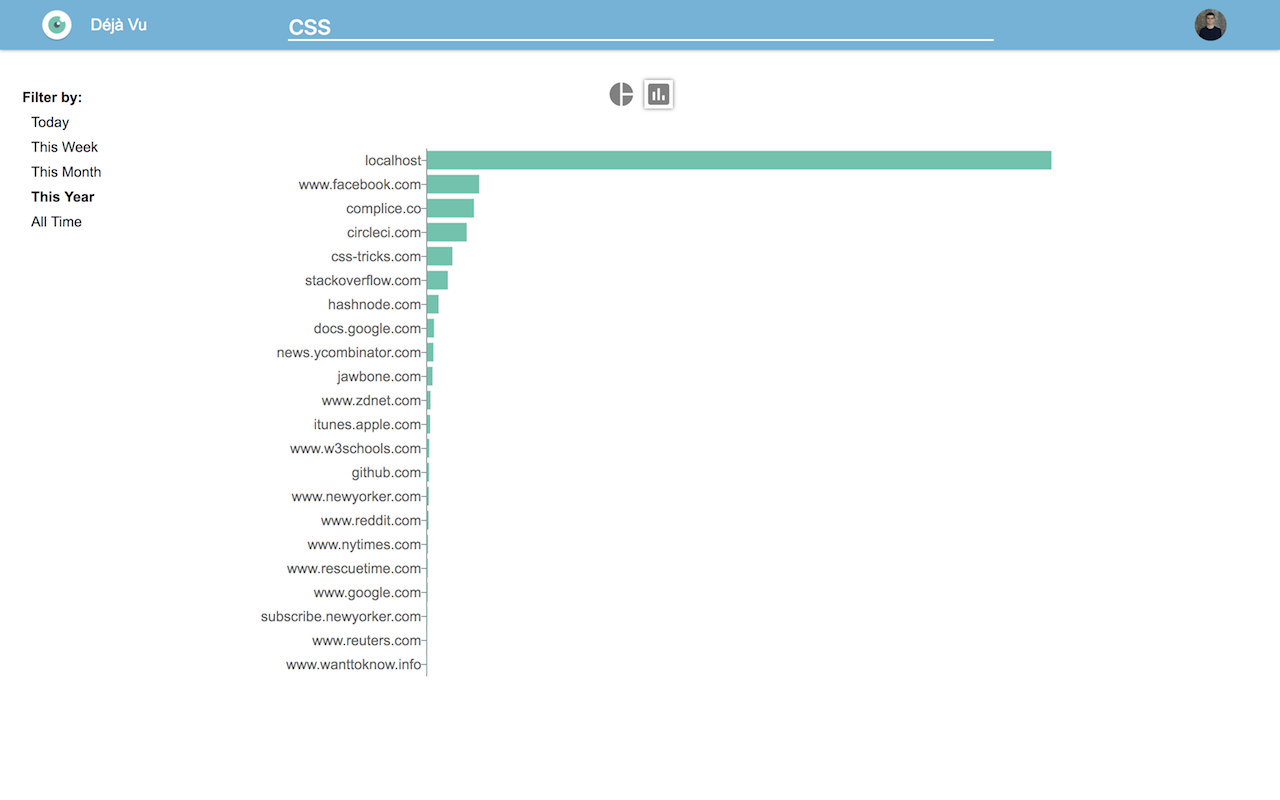 Déjà Vu
CSS
Filter by:
Today
This Week
This Month
This Year
All Time
localhost
www.facebook.com
complice.co
circleci.com
css-tricks.com
stackoverflow.com
hashnode.com
docs.google.com
news.ycombinator.com
jawbone.com
www.zdnet.com
itunes.apple.com
www.w3schools.com
github.com
www.newyorker.com
www.reddit.com
www.nytimes.com
www.rescuetime.com
www.google.com
subscribe.newyorker.com
www.reuters.com
www.wanttoknow.info